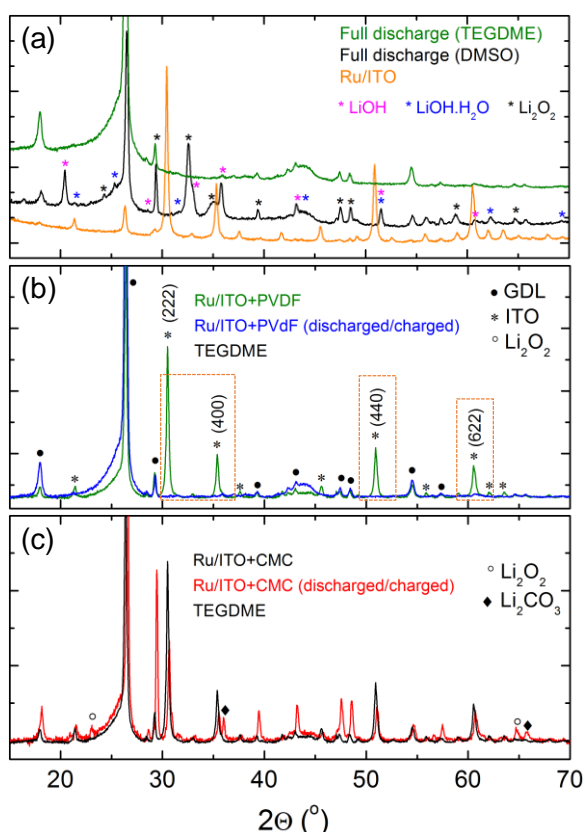 (a)
Full discharge (TEGDME)
Full discharge (DMSO)
Ru/ITO
* LiOH * LiOH.H₂O * Li₂O₂
(b)
Ru/ITO+PVDF
Ru/ITO+PVdF (discharged/charged)
TEGDME
(222)
(400)
(440)
(622)
● GDL
* ITO
○ Li₂O₂
(c)
Ru/ITO+CMC
Ru/ITO+CMC (discharged/charged)
TEGDME
○ Li₂O₂
◆ Li₂CO₃
20 30 40 50 60 70
2Θ (°)